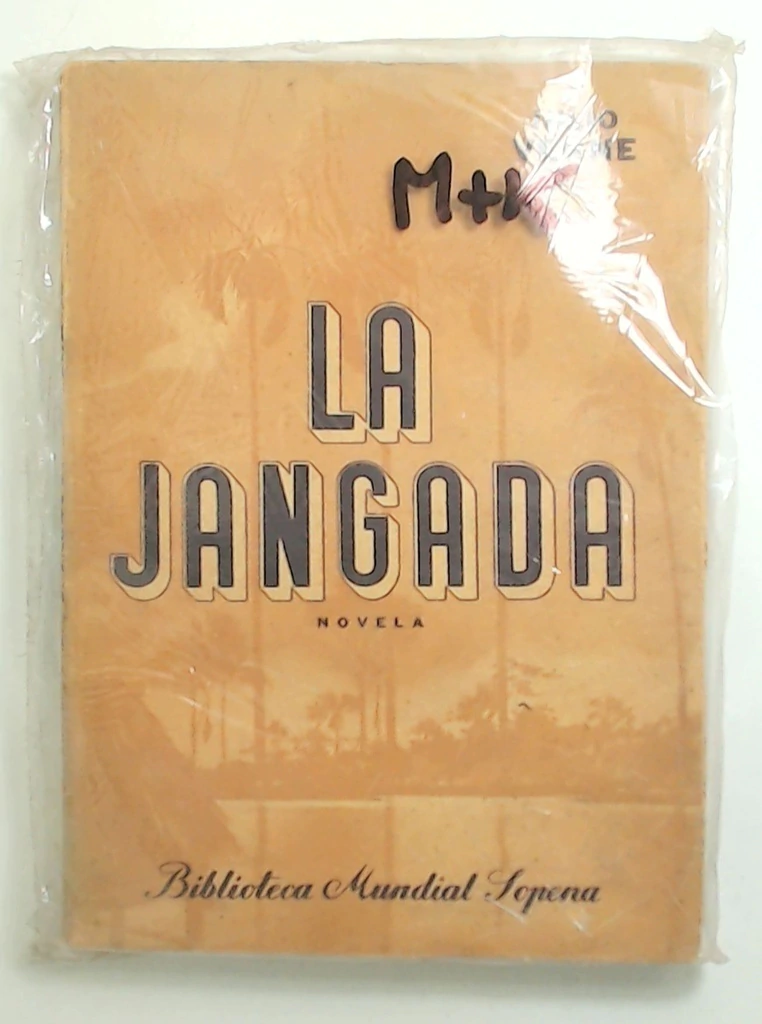 LA
JANGADA
NOVELA
Biblioteca Mundial Sopena